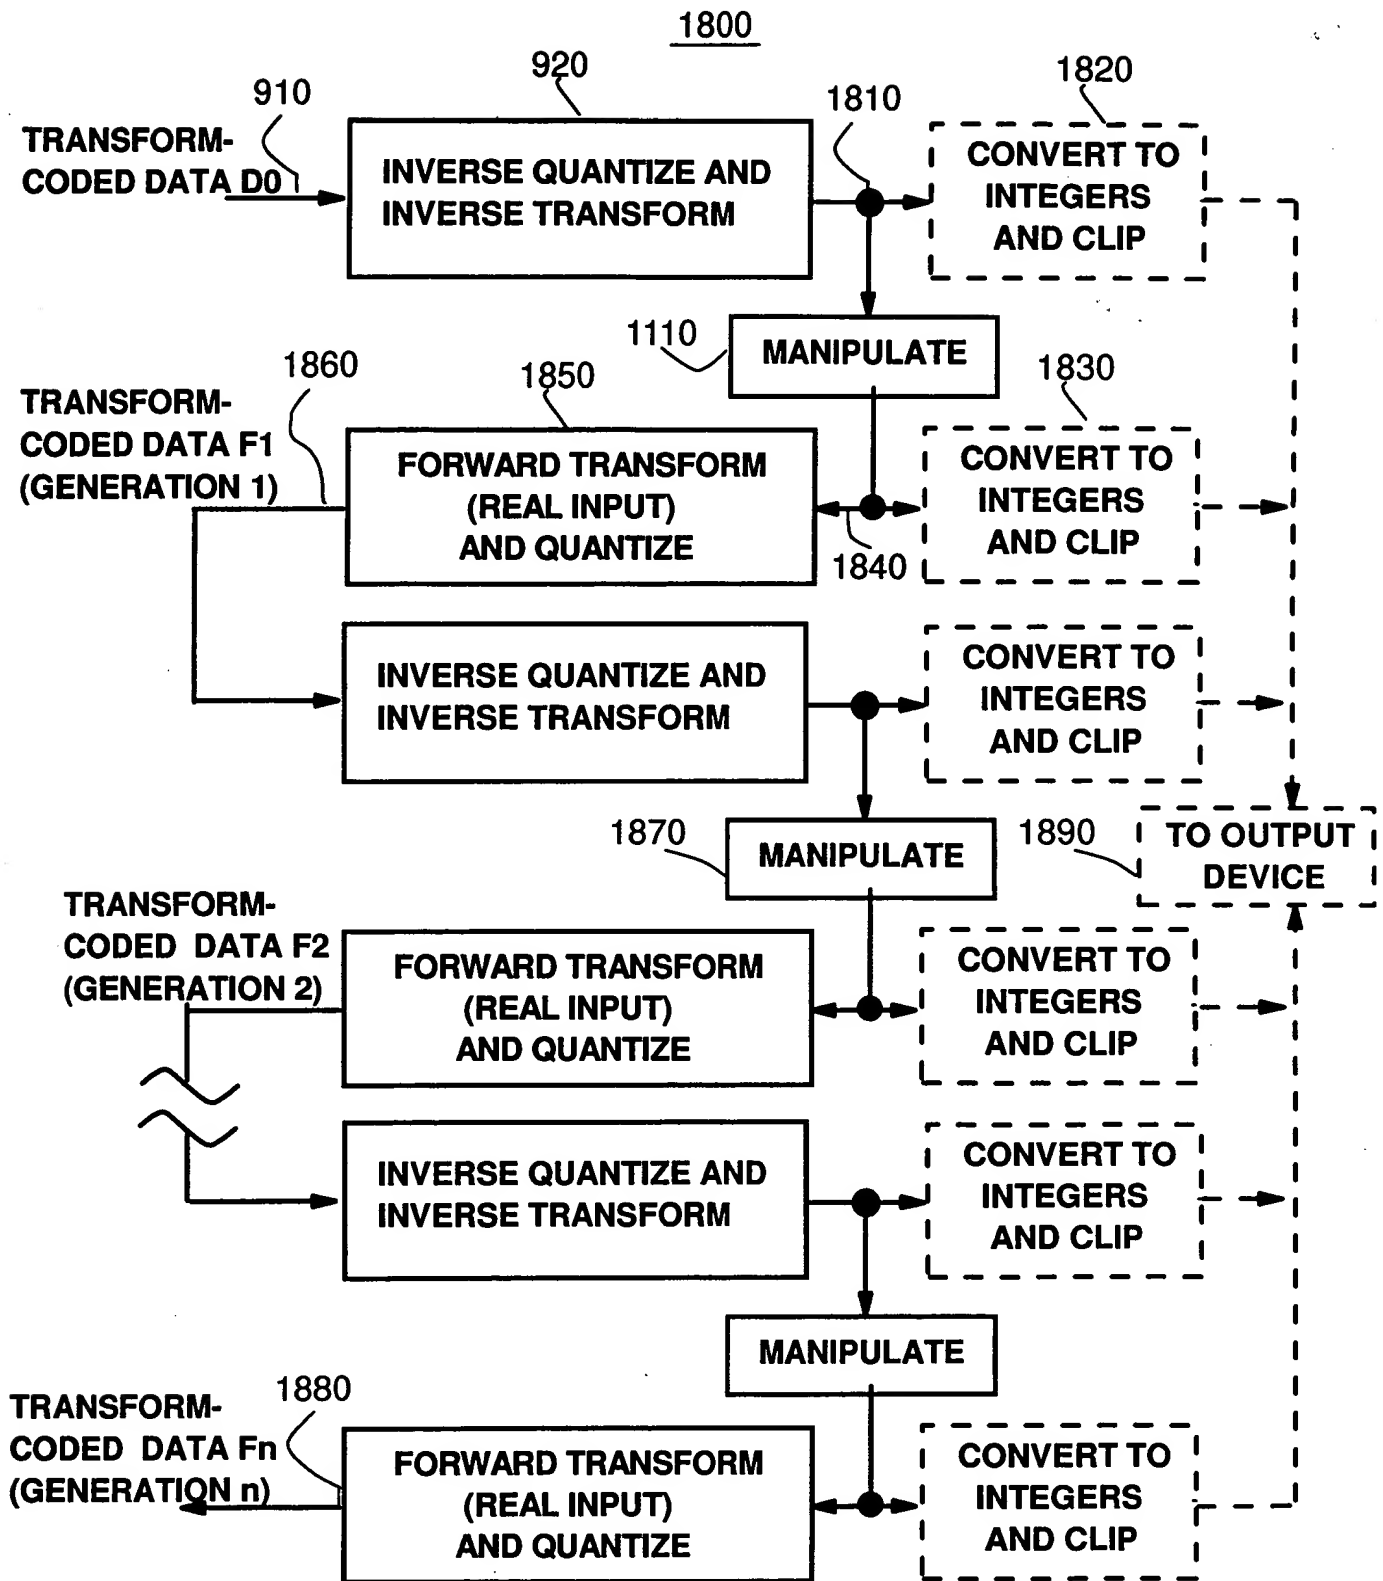 1800
920
1820
910
1810
TRANSFORM-
CODED DATA D0
INVERSE QUANTIZE AND
INVERSE TRANSFORM
CONVERT TO
INTEGERS
AND CLIP
1110
MANIPULATE
1860
1850
1830
TRANSFORM-
CODED DATA F1
(GENERATION 1)
FORWARD TRANSFORM
(REAL INPUT)
AND QUANTIZE
1840
CONVERT TO
INTEGERS
AND CLIP
INVERSE QUANTIZE AND
INVERSE TRANSFORM
CONVERT TO
INTEGERS
AND CLIP
1870
MANIPULATE
1890
TO OUTPUT
DEVICE
TRANSFORM-
CODED DATA F2
(GENERATION 2)
FORWARD TRANSFORM
(REAL INPUT)
AND QUANTIZE
CONVERT TO
INTEGERS
AND CLIP
INVERSE QUANTIZE AND
INVERSE TRANSFORM
CONVERT TO
INTEGERS
AND CLIP
MANIPULATE
1880
TRANSFORM-
CODED DATA Fn
(GENERATION n)
FORWARD TRANSFORM
(REAL INPUT)
AND QUANTIZE
CONVERT TO
INTEGERS
AND CLIP